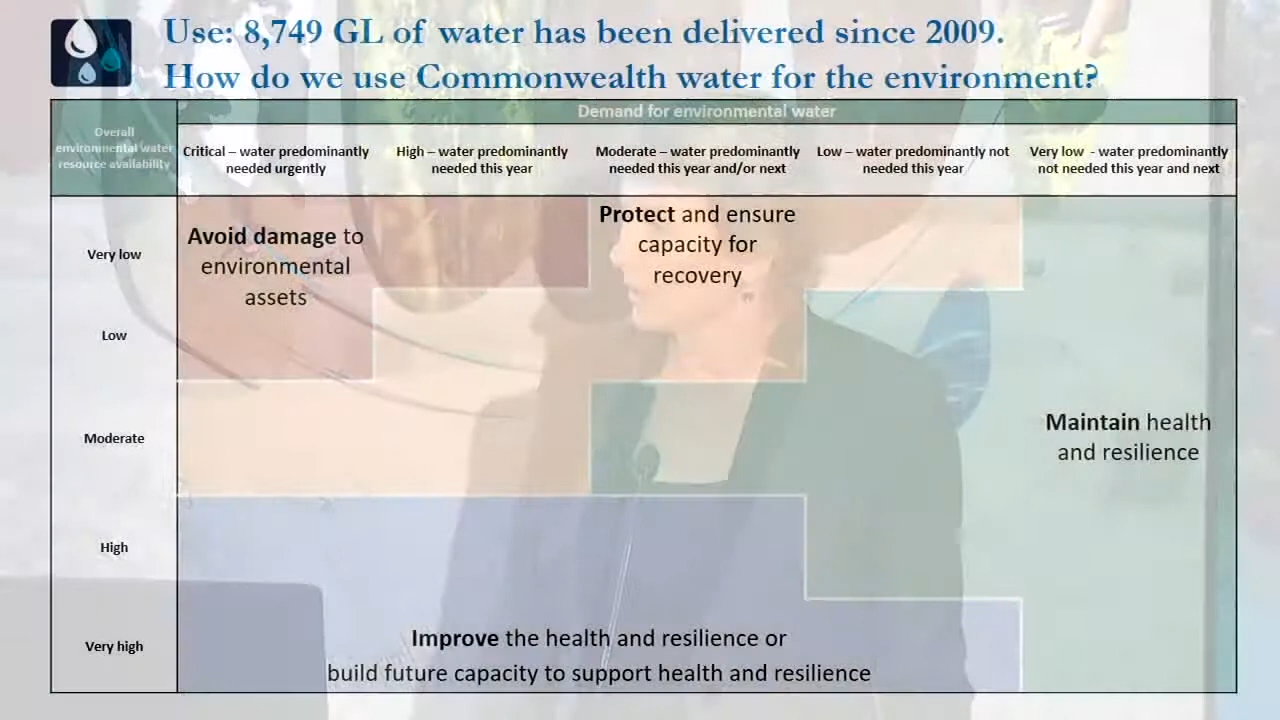 Use: 8,749 GL of water has been delivered since 2009.
How do we use Commonwealth water for the environment?
Demand for environmental water
Overall
environmental water
resource availability
Critical – water predominantly
needed urgently
High – water predominantly
needed this year
Moderate – water predominantly
needed this year and/or next
Low – water predominantly not
needed this year
Very low - water predominantly
not needed this year and next
Very low
Avoid damage to
environmental
assets
Protect and ensure
capacity for
recovery
Low
Moderate
Maintain health
and resilience
High
Very high
Improve the health and resilience or
build future capacity to support health and resilience